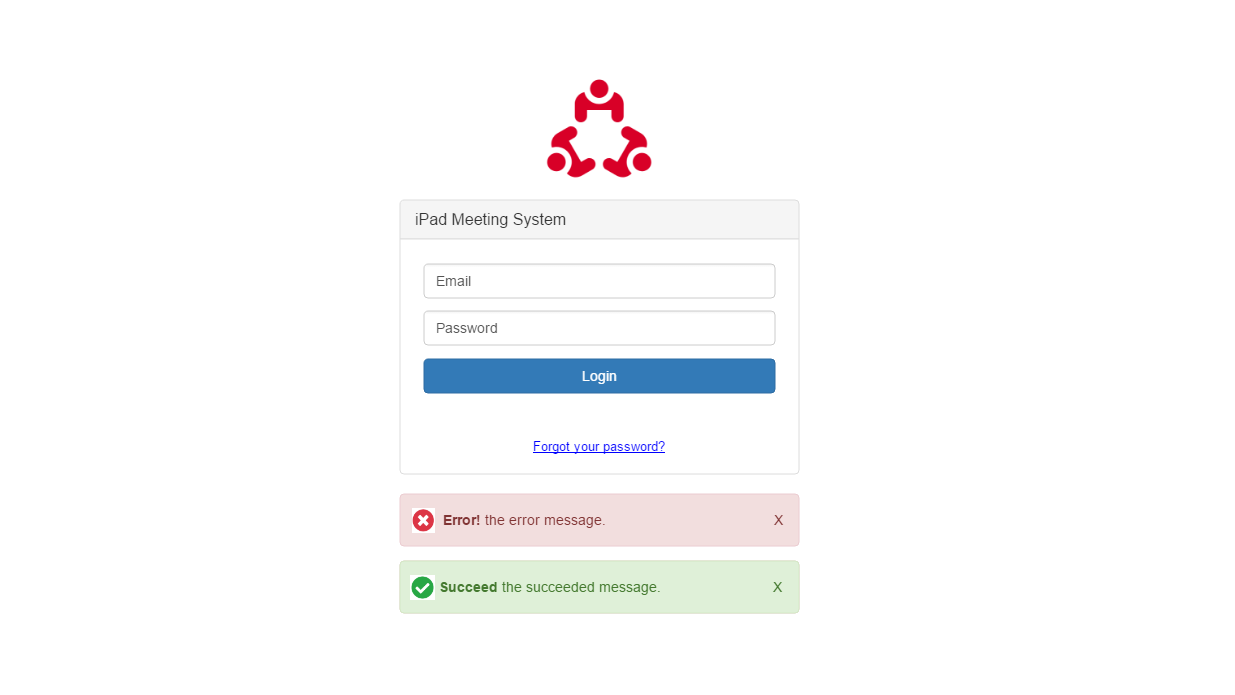 iPad Meeting System
Email
Password
Login
Forgot your password?
Error! the error message. X
Succeed the succeeded message. X